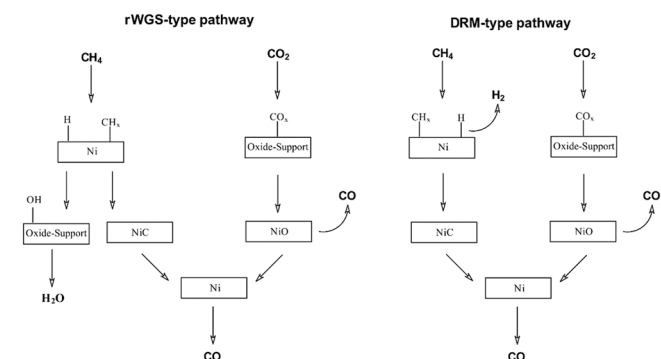 rWGS-type pathway
CH4
CO2
H
CHx
Ni
COx
Oxide-Support
OH
Oxide-Support
NiC
NiO
CO
H2O
Ni
CO
DRM-type pathway
CH4
CO2
H2
CHx
H
Ni
COx
Oxide-Support
NiC
NiO
CO
Ni
CO